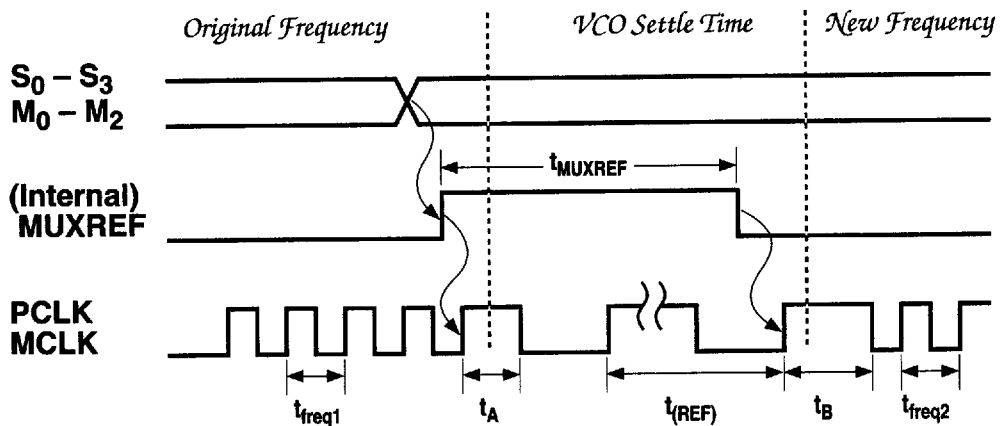 Original Frequency VCO Settle Time New Frequency
S₀ – S₃
M₀ – M₂
tMUXREF
(Internal)
MUXREF
PCLK
MCLK
tfreq1 tA t(REF) tB tfreq2